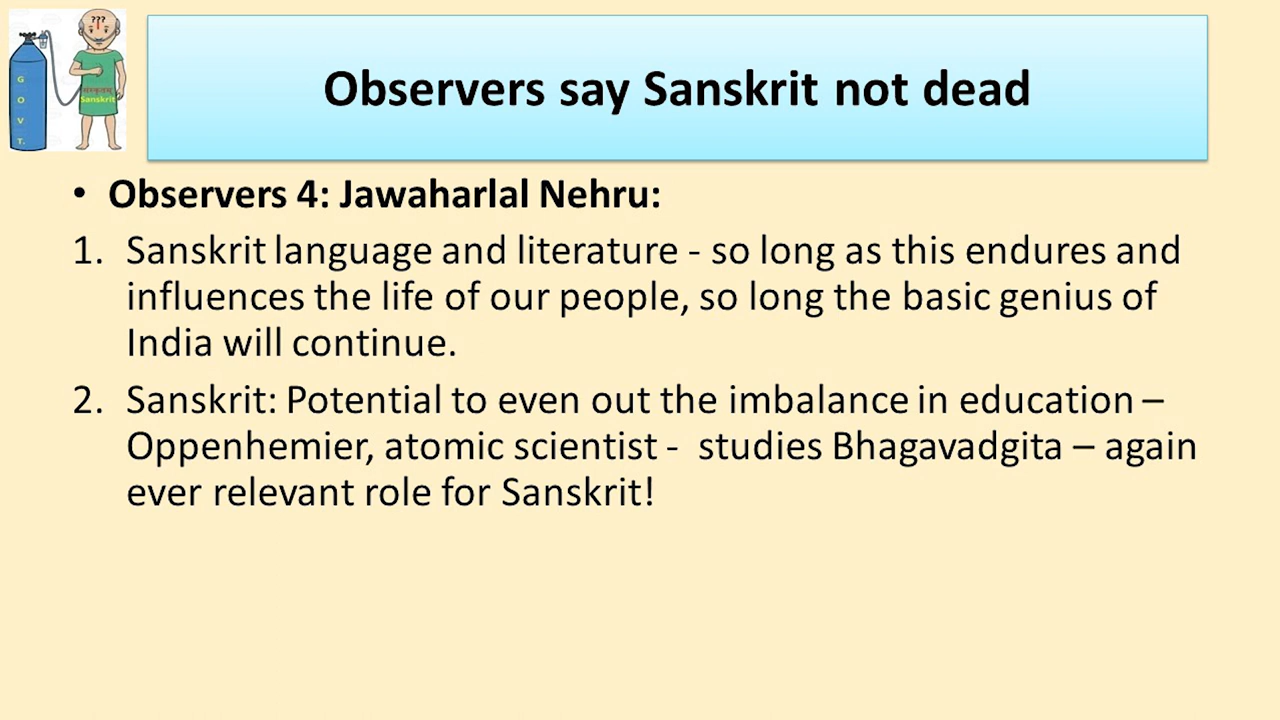 ???
G
O
V
T.
संस्कृतम्
Sanskrit
Observers say Sanskrit not dead
• Observers 4: Jawaharlal Nehru:
1. Sanskrit language and literature - so long as this endures and
influences the life of our people, so long the basic genius of
India will continue.
2. Sanskrit: Potential to even out the imbalance in education –
Oppenhemier, atomic scientist - studies Bhagavadgita – again
ever relevant role for Sanskrit!